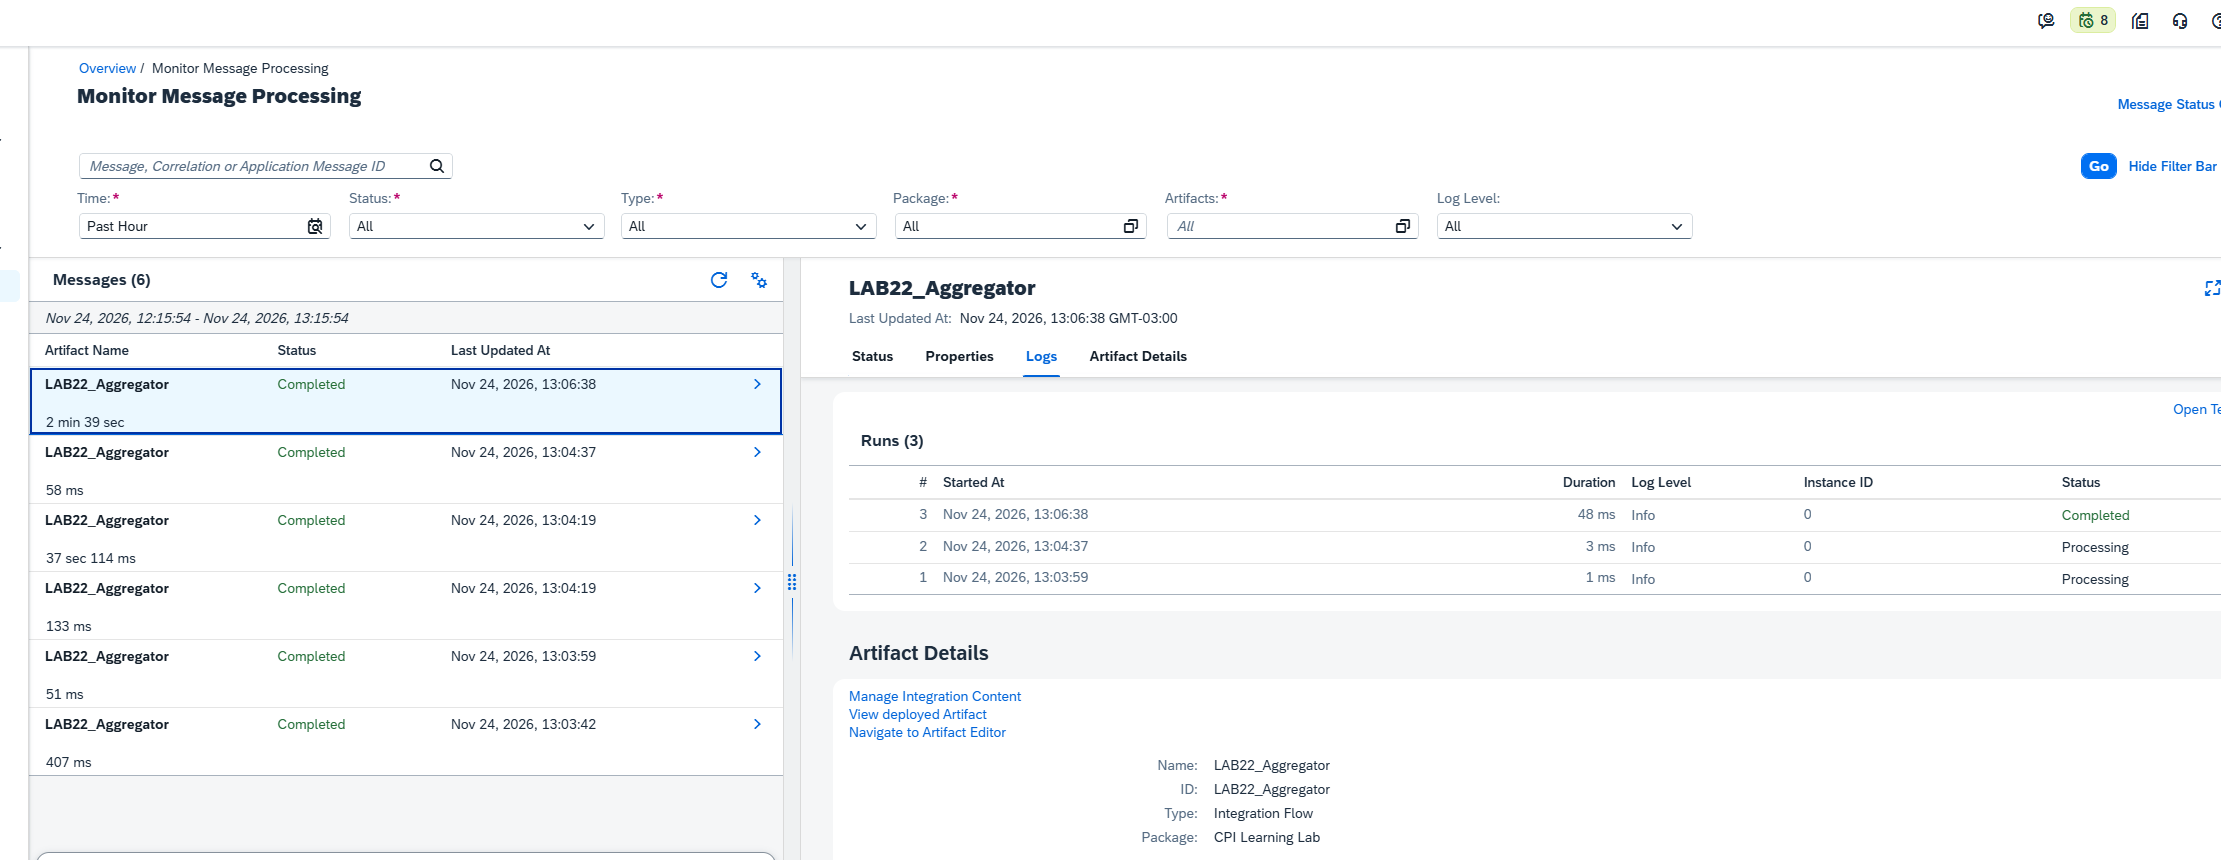 8
Overview / Monitor Message Processing
Monitor Message Processing
Message Status
Message, Correlation or Application Message ID
Go Hide Filter Bar
Time:* Status:* Type:* Package:* Artifacts:* Log Level:
Past Hour All All All All All
Messages (6)
Nov 24, 2026, 12:15:54 - Nov 24, 2026, 13:15:54
Artifact Name Status Last Updated At
LAB22_Aggregator Completed Nov 24, 2026, 13:06:38
2 min 39 sec
LAB22_Aggregator Completed Nov 24, 2026, 13:04:37
58 ms
LAB22_Aggregator Completed Nov 24, 2026, 13:04:19
37 sec 114 ms
LAB22_Aggregator Completed Nov 24, 2026, 13:04:19
133 ms
LAB22_Aggregator Completed Nov 24, 2026, 13:03:59
51 ms
LAB22_Aggregator Completed Nov 24, 2026, 13:03:42
407 ms
LAB22_Aggregator
Last Updated At: Nov 24, 2026, 13:06:38 GMT-03:00
Status Properties Logs Artifact Details
Open
Runs (3)
# Started At Duration Log Level Instance ID Status
3 Nov 24, 2026, 13:06:38 48 ms Info 0 Completed
2 Nov 24, 2026, 13:04:37 3 ms Info 0 Processing
1 Nov 24, 2026, 13:03:59 1 ms Info 0 Processing
Artifact Details
Manage Integration Content
View deployed Artifact
Navigate to Artifact Editor
Name: LAB22_Aggregator
ID: LAB22_Aggregator
Type: Integration Flow
Package: CPI Learning Lab